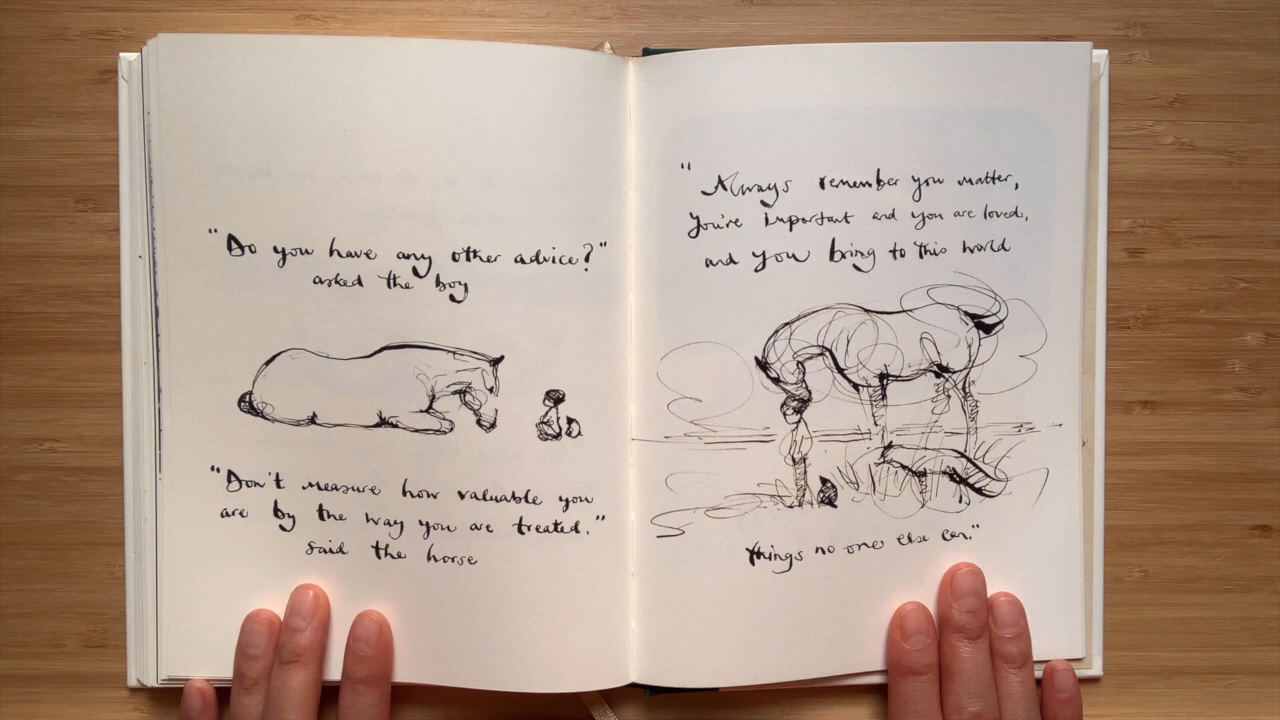 "Do you have any other advice?"
asked the boy
"Don't measure how valuable you
are by the way you are treated."
said the horse
"Always remember you matter,
you're important and you are loved,
and you bring to this world
things no one else can."